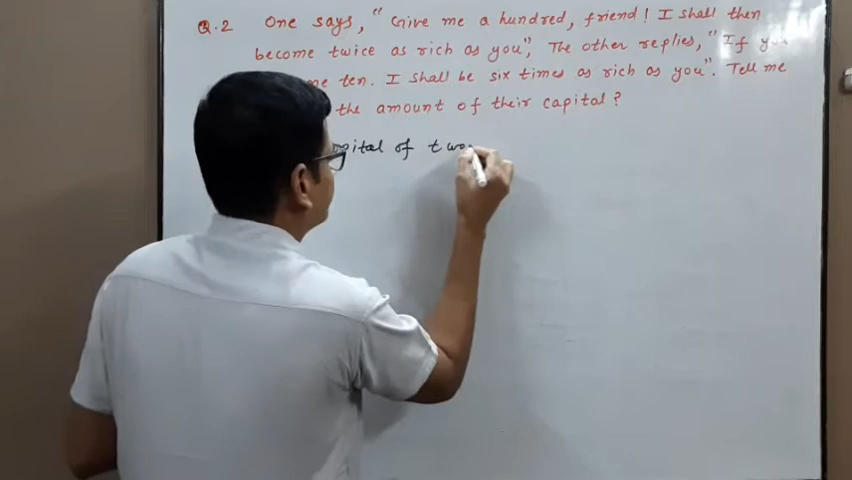 Q.2 One says, "Give me a hundred, friend! I shall then
become twice as rich as you", The other replies, "If
me ten. I shall be six times as rich as you". Tell me
the amount of their capital?
of two